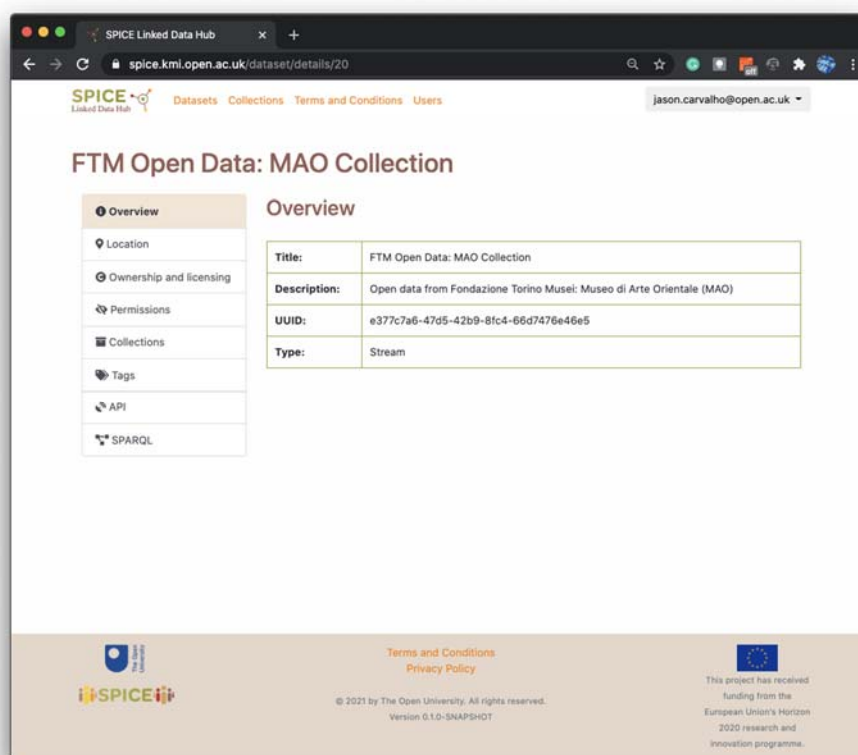 SPICE Linked Data Hub
spice.kmi.open.ac.uk/dataset/details/20
off
SPICE
Linked Data Hub
Datasets Collections Terms and Conditions Users
jason.carvalho@open.ac.uk
FTM Open Data: MAO Collection
Overview
Location
Ownership and licensing
Permissions
Collections
Tags
API
SPARQL
Overview
Title: FTM Open Data: MAO Collection
Description: Open data from Fondazione Torino Musei: Museo di Arte Orientale (MAO)
UUID: e377c7a6-47d5-42b9-8fc4-66d7476e46e5
Type: Stream
The Open
University
SPICE
Terms and Conditions
Privacy Policy
© 2021 by The Open University. All rights reserved.
Version 0.1.0-SNAPSHOT
This project has received
funding from the
European Union's Horizon
2020 research and
innovation programme.